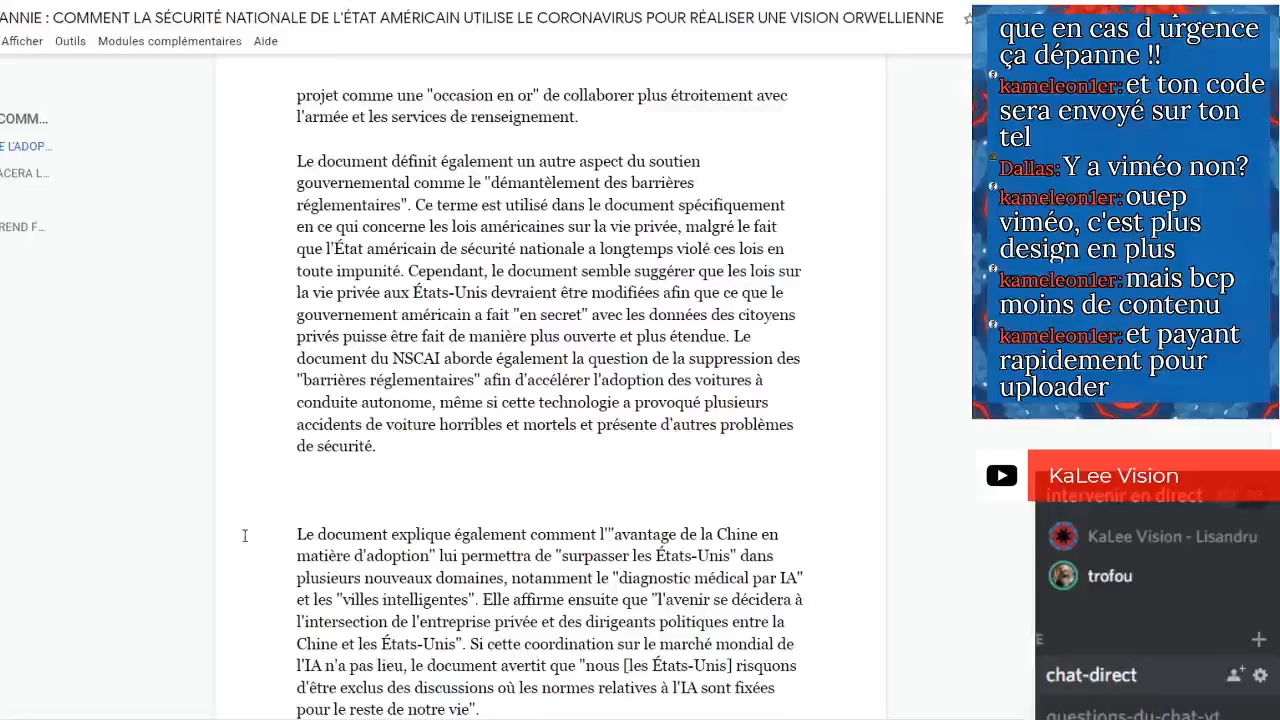 ANNIE : COMMENT LA SÉCURITÉ NATIONALE DE L'ÉTAT AMÉRICAIN UTILISE LE CORONAVIRUS POUR RÉALISER UNE VISION ORWELLIENNE
Afficher Outils Modules complémentaires Aide
COMM...
E L'ADOP...
ACERA L...
REND F...
projet comme une "occasion en or" de collaborer plus étroitement avec
l'armée et les services de renseignement.
Le document définit également un autre aspect du soutien
gouvernemental comme le "démantèlement des barrières
réglementaires". Ce terme est utilisé dans le document spécifiquement
en ce qui concerne les lois américaines sur la vie privée, malgré le fait
que l'État américain de sécurité nationale a longtemps violé ces lois en
toute impunité. Cependant, le document semble suggérer que les lois sur
la vie privée aux États-Unis devraient être modifiées afin que ce que le
gouvernement américain a fait "en secret" avec les données des citoyens
privés puisse être fait de manière plus ouverte et plus étendue. Le
document du NSCAI aborde également la question de la suppression des
"barrières réglementaires" afin d'accélérer l'adoption des voitures à
conduite autonome, même si cette technologie a provoqué plusieurs
accidents de voiture horribles et mortels et présente d'autres problèmes
de sécurité.
Le document explique également comment l'"avantage de la Chine en
matière d'adoption" lui permettra de "surpasser les États-Unis" dans
plusieurs nouveaux domaines, notamment le "diagnostic médical par IA"
et les "villes intelligentes". Elle affirme ensuite que "l'avenir se décidera à
l'intersection de l'entreprise privée et des dirigeants politiques entre la
Chine et les États-Unis". Si cette coordination sur le marché mondial de
l'IA n'a pas lieu, le document avertit que "nous [les États-Unis] risquons
d'être exclus des discussions où les normes relatives à l'IA sont fixées
pour le reste de notre vie".
que en cas d urgence
ça dépanne !!
kameleon1er: et ton code
sera envoyé sur ton
tel
Dallas: Y a viméo non?
kameleon1er: ouep
viméo, c'est plus
design en plus
kameleon1er: mais bcp
moins de contenu
kameleon1er: et payant
rapidement pour
uploader
KaLee Vision
intervenir en direct
KaLee Vision - Lisandru
trofou
E
chat-direct
questions-du-chat-yt